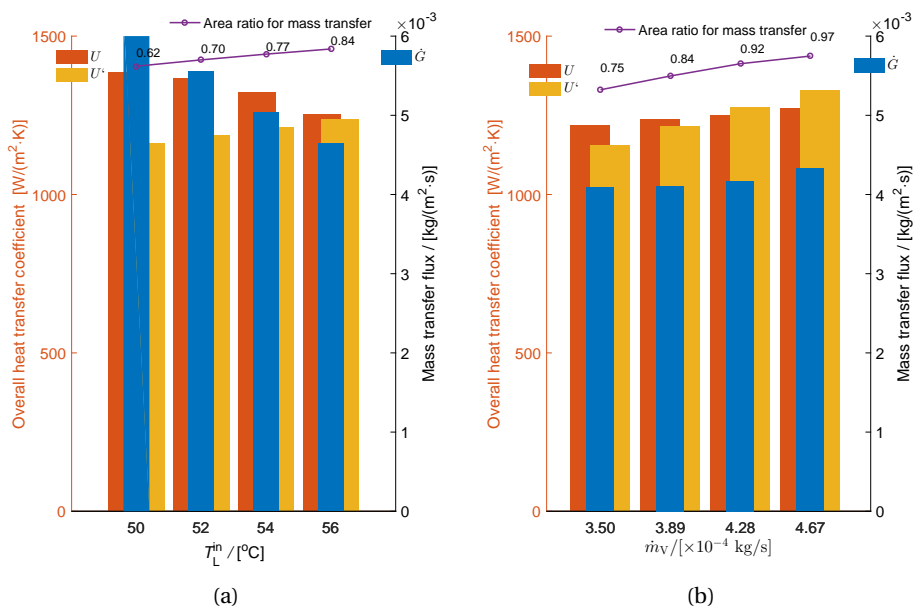 Area ratio for mass transfer
×10⁻³
1500
1000
500
0
Overall heat transfer coefficient [W/(m²·K)]
U
U‘
Ġ
0.62
0.70
0.77
0.84
6
5
4
3
2
1
0
Mass transfer flux / [kg/(m²·s)]
50 52 54 56
T_L^in / [°C]
(a)
Area ratio for mass transfer
×10⁻³
1500
1000
500
0
Overall heat transfer coefficient [W/(m²·K)]
U
U‘
Ġ
0.75
0.84
0.92
0.97
6
5
4
3
2
1
0
Mass transfer flux / [kg/(m²·s)]
3.50 3.89 4.28 4.67
ṁ_V/[×10⁻⁴ kg/s]
(b)